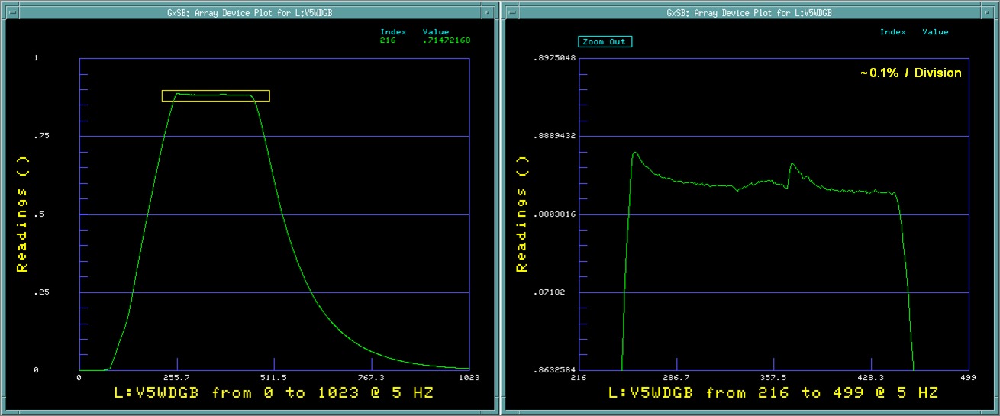 GxSB: Array Device Plot for L:V5WDGB
Index Value
216 .71472168
1
.75
.5
.25
0
Readings ( )
0 255.7 511.5 767.3 1023
L:V5WDGB from 0 to 1023 @ 5 HZ
GxSB: Array Device Plot for L:V5WDGB
Index Value
Zoom Out
~0.1% / Division
.8975048
.8889432
.8803816
.87182
.8632584
Readings ( )
216 286.7 357.5 428.3 499
L:V5WDGB from 216 to 499 @ 5 HZ